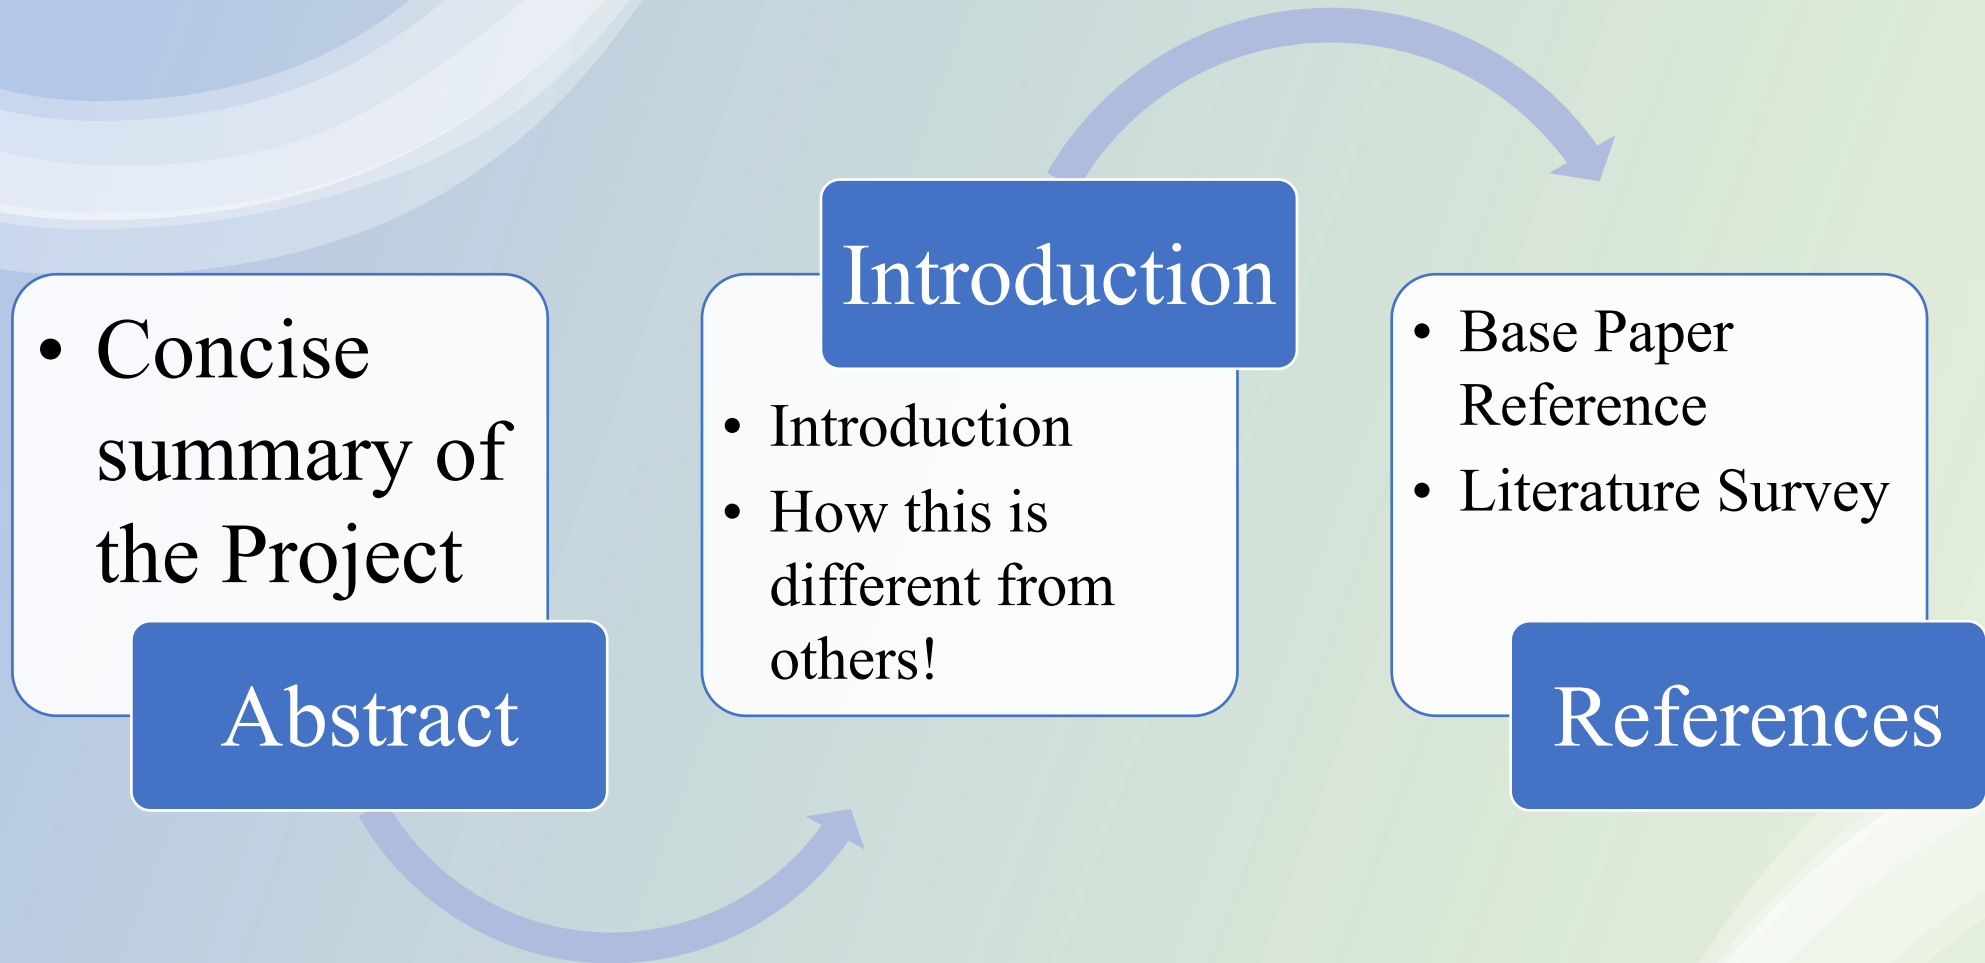 • Concise
summary of
the Project
Abstract
Introduction
• Introduction
• How this is
different from
others!
• Base Paper
Reference
• Literature Survey
References